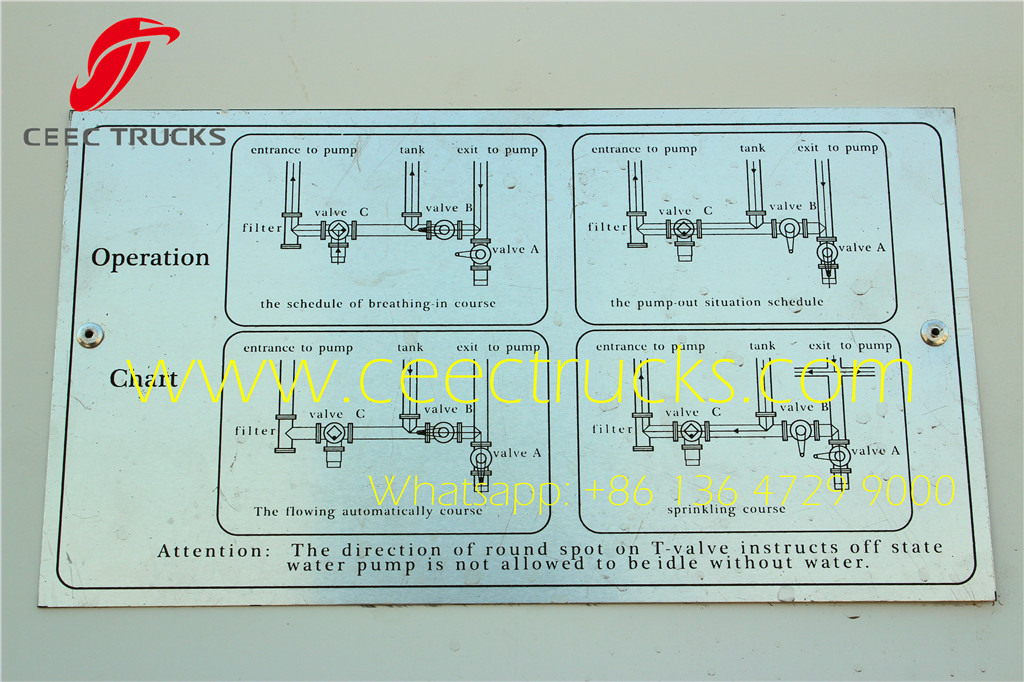 CEEC TRUCKS
entrance to pump tank exit to pump
valve C valve B
filter
valve A
the schedule of breathing-in course
entrance to pump tank exit to pump
valve C valve B
filter
valve A
the pump-out situation schedule
Operation
Chart
entrance to pump tank exit to pump
valve C valve B
filter
valve A
The flowing automatically course
entrance to pump tank exit to pump
valve C valve B
filter
valve A
sprinkling course
www.ceectrucks.com
Whatsapp: +86 136 4729 9000
Attention: The direction of round spot on T-valve instructs off state
water pump is not allowed to be idle without water.